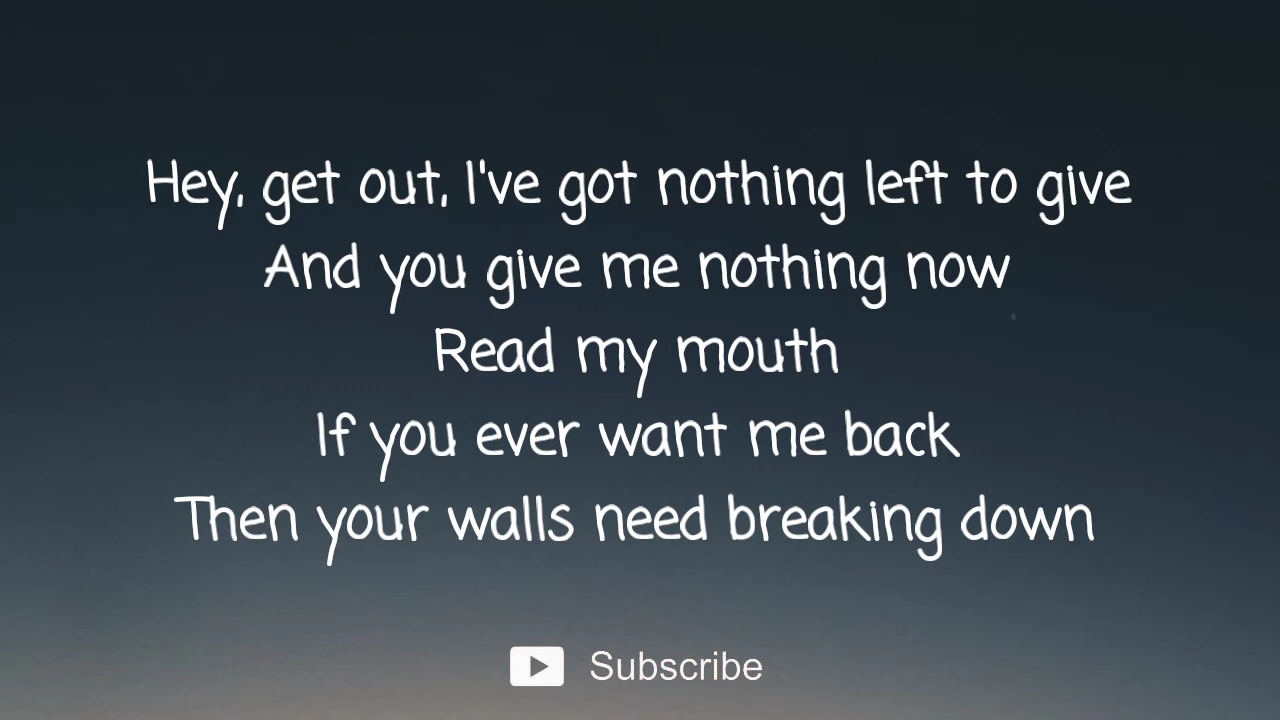 Hey, get out, I've got nothing left to give
And you give me nothing now
Read my mouth
If you ever want me back
Then your walls need breaking down
Subscribe